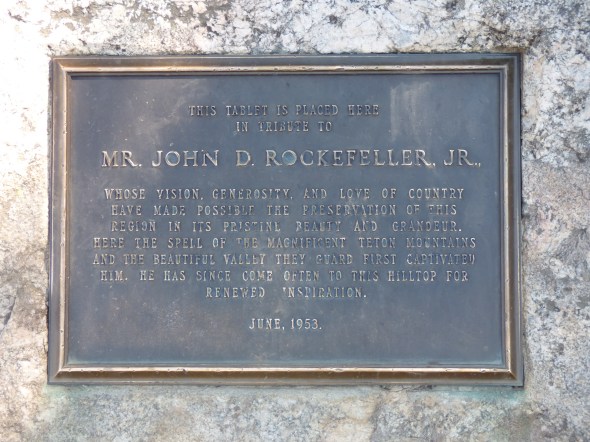 THIS TABLET IS PLACED HERE
IN TRIBUTE TO
MR. JOHN D. ROCKEFELLER, JR.,
WHOSE VISION, GENEROSITY, AND LOVE OF COUNTRY
HAVE MADE POSSIBLE THE PRESERVATION OF THIS
REGION IN ITS PRISTINE BEAUTY AND GRANDEUR.
HERE THE SPELL OF THE MAGNIFICENT TETON MOUNTAINS
AND THE BEAUTIFUL VALLEY THEY GUARD FIRST CAPTIVATED
HIM. HE HAS SINCE COME OFTEN TO THIS HILLTOP FOR
RENEWED INSPIRATION.
JUNE, 1953.